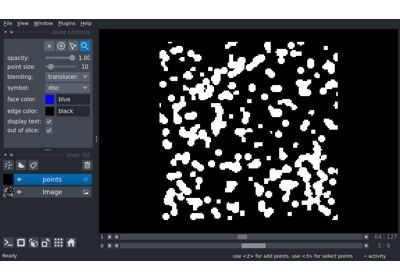 File View Window Plugins Help
layer controls
opacity: 1.00
point size: 10
blending: translucen
symbol: disc
face color: blue
edge color: black
display text:
out of slice:
layer list
points
Image
1 64 127
0 5 9
Ready use <2> for add points, use <3> for select points activity